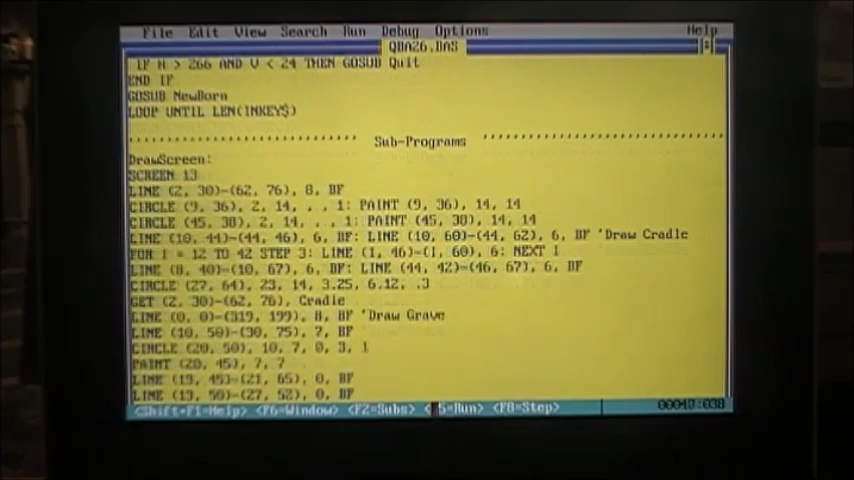 File Edit View Search Run Debug Options Help
QBA26.BAS
IF H > 266 AND V < 24 THEN GOSUB Quit
END IF
GOSUB NewBorn
LOOP UNTIL LEN(INKEY$)
Sub-Programs
DrawScreen:
SCREEN 13
LINE (2, 30)-(62, 76), 8, BF
CIRCLE (9, 36), 2, 14, , , 1: PAINT (9, 36), 14, 14
CIRCLE (45, 38), 2, 14, , , 1: PAINT (45, 38), 14, 14
LINE (10, 44)-(44, 46), 6, BF: LINE (10, 60)-(44, 62), 6, BF 'Draw Cradle
FOR I = 12 TO 42 STEP 3: LINE (I, 46)-(I, 60), 6: NEXT I
LINE (8, 40)-(10, 67), 6, BF: LINE (44, 42)-(46, 67), 6, BF
CIRCLE (27, 64), 23, 14, 3.25, 6.12, .3
GET (2, 30)-(62, 76), Cradle
LINE (0, 0)-(319, 199), 8, BF 'Draw Grave
LINE (10, 50)-(30, 75), 7, BF
CIRCLE (20, 50), 10, 7, 0, 3, 1
PAINT (20, 45), 7, 7
LINE (19, 45)-(21, 65), 0, BF
LINE (13, 50)-(27, 52), 0, BF
<Shift+F1=Help> <F6=Window> <F2=Subs> <F5=Run> <F8=Step> 00049:038